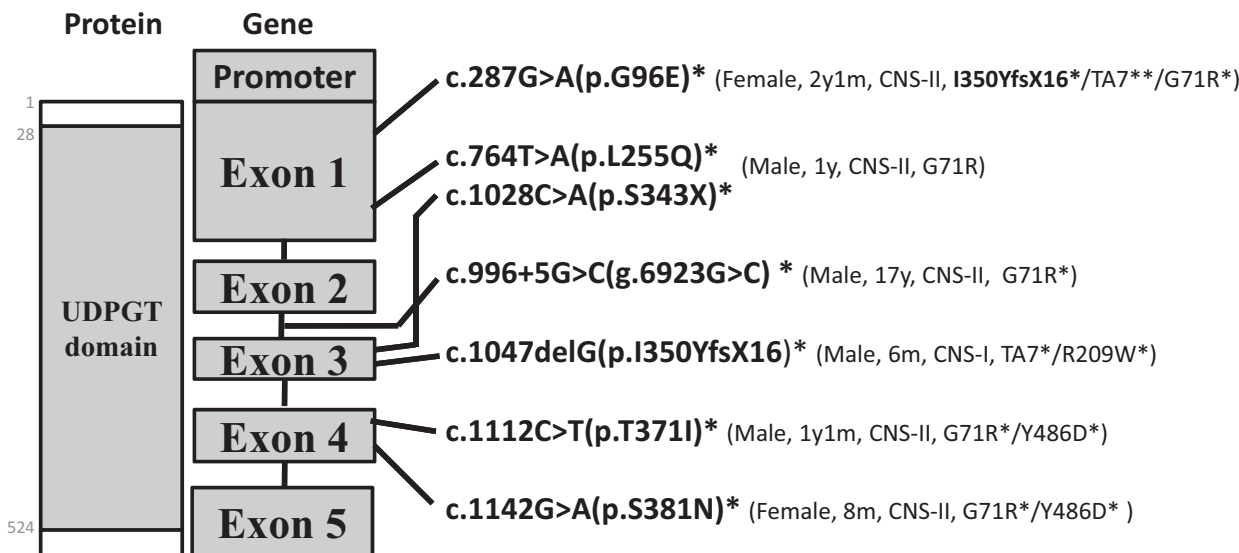 Protein Gene
Promoter
c.287G>A(p.G96E)* (Female, 2y1m, CNS-II, I350YfsX16*/TA7**/G71R*)
1
28
Exon 1
c.764T>A(p.L255Q)* (Male, 1y, CNS-II, G71R)
c.1028C>A(p.S343X)*
Exon 2
c.996+5G>C(g.6923G>C) * (Male, 17y, CNS-II, G71R*)
UDPGT
domain
Exon 3
c.1047delG(p.I350YfsX16)* (Male, 6m, CNS-I, TA7*/R209W*)
Exon 4
c.1112C>T(p.T371I)* (Male, 1y1m, CNS-II, G71R*/Y486D*)
524
Exon 5
c.1142G>A(p.S381N)* (Female, 8m, CNS-II, G71R*/Y486D* )